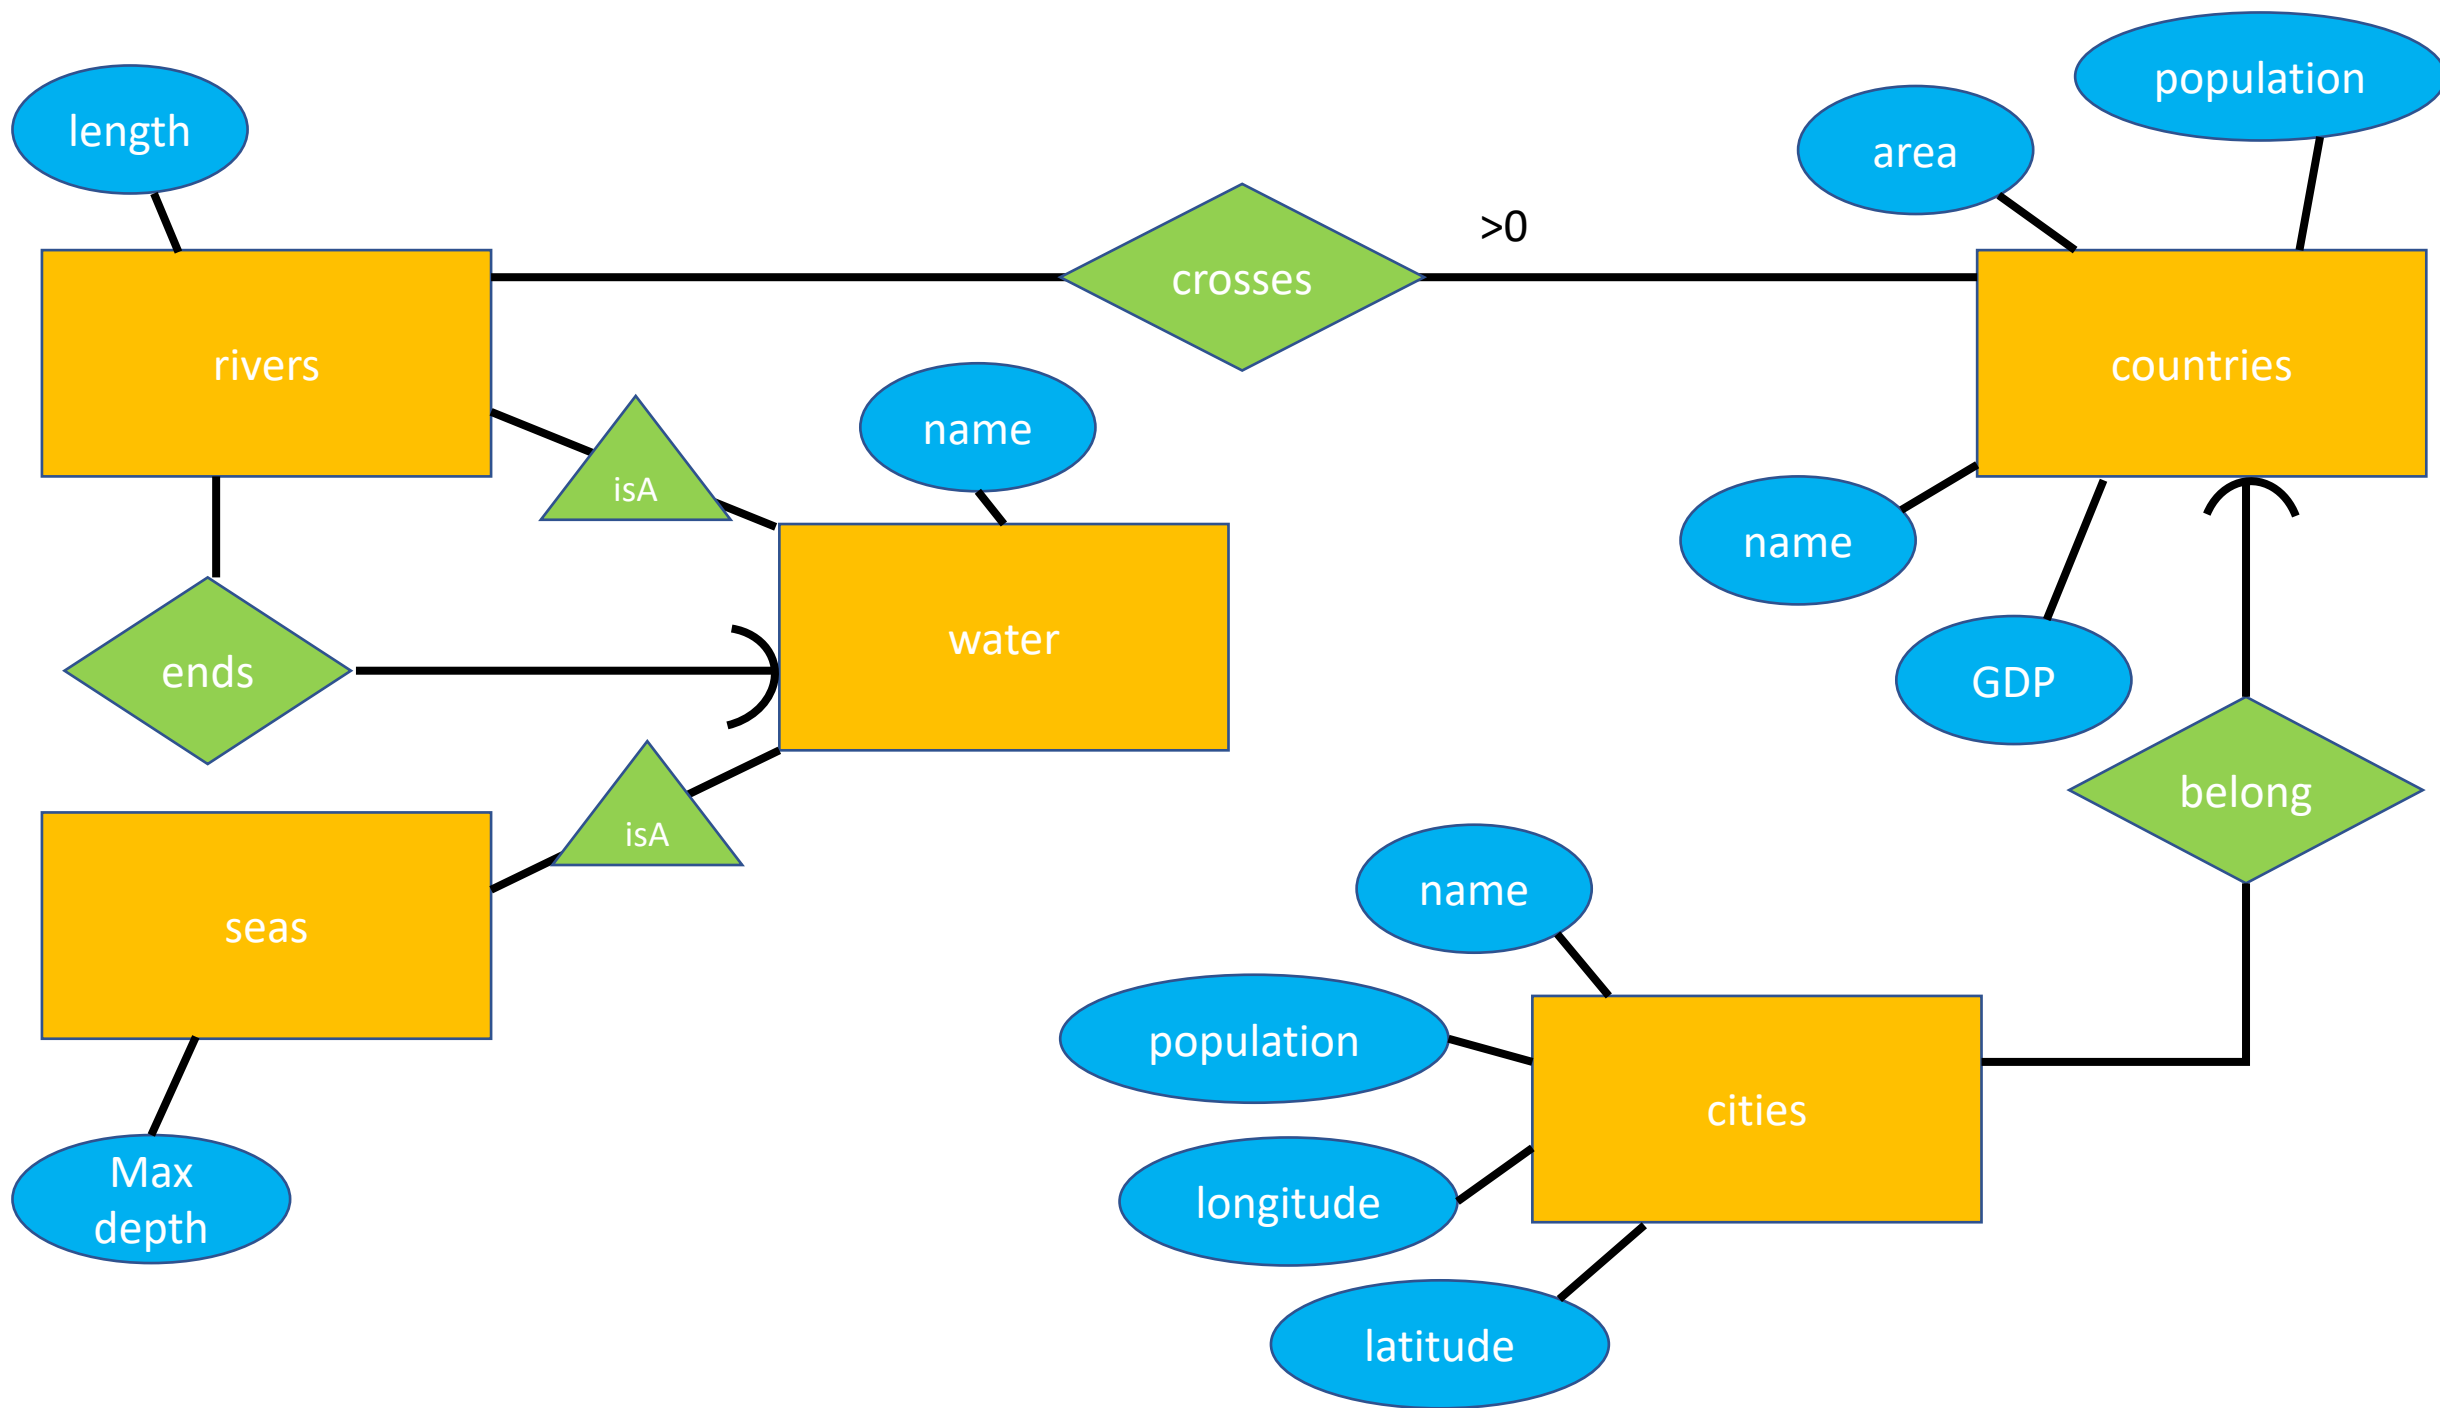 population
length
area
>0
crosses
rivers
countries
name
isA
name
water
ends
GDP
belong
isA
name
seas
population
cities
Max
depth
longitude
latitude